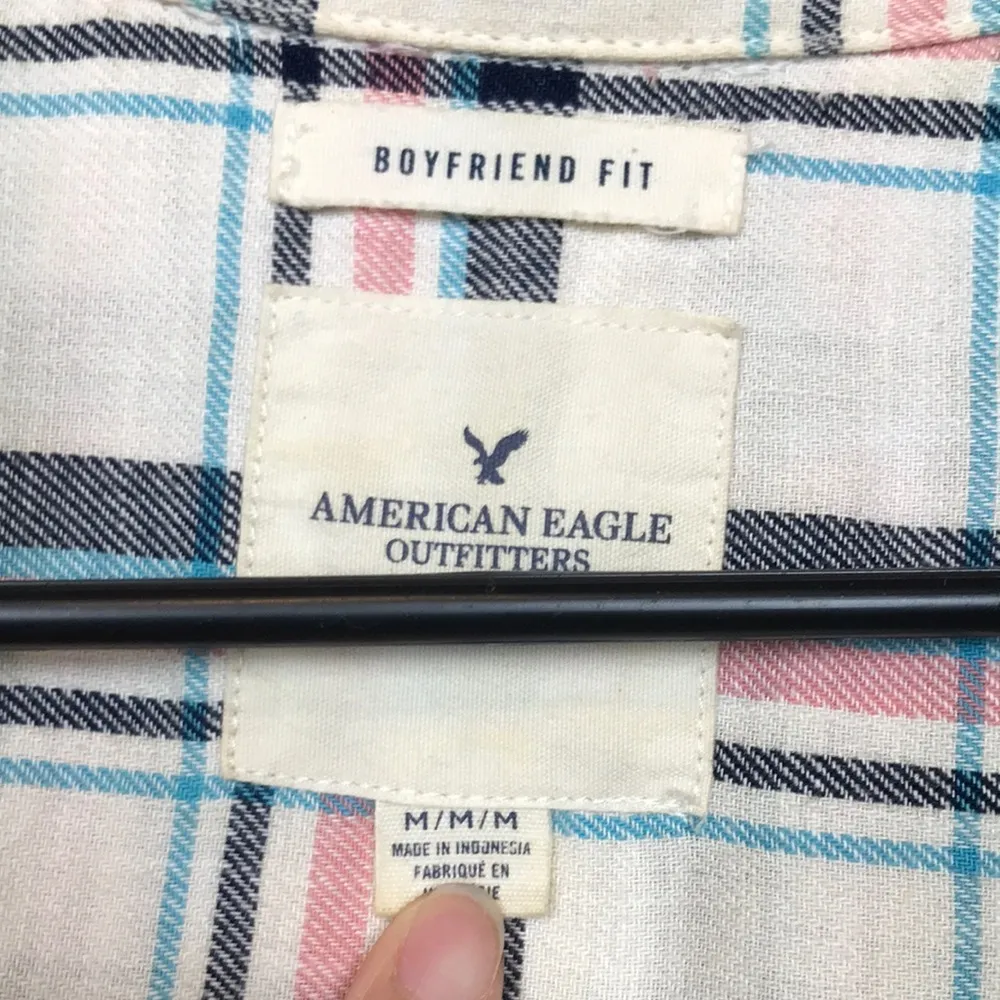 BOYFRIEND FIT
AMERICAN EAGLE
OUTFITTERS
M/M/M
MADE IN INDONESIA
FABRIQUÉ EN